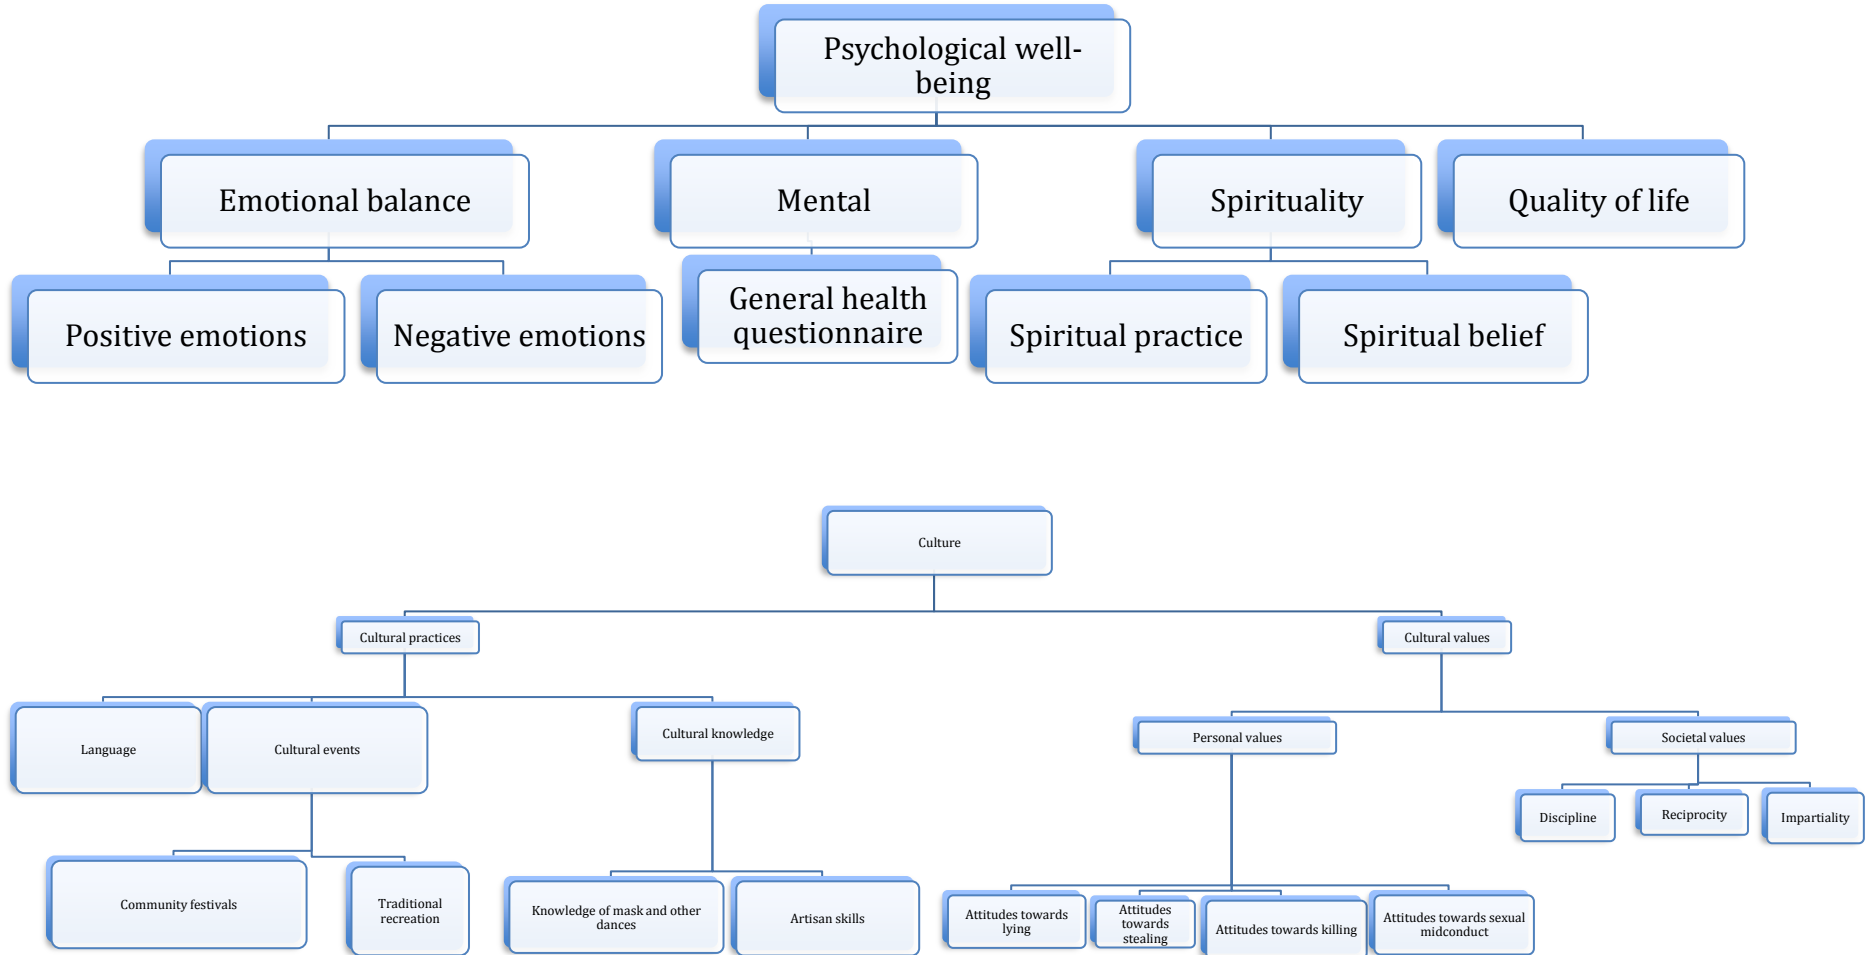 Psychological well-
being
Emotional balance
Mental
Spirituality
Quality of life
Positive emotions
Negative emotions
General health
questionnaire
Spiritual practice
Spiritual belief
Culture
Cultural practices
Cultural values
Language
Cultural events
Cultural knowledge
Personal values
Societal values
Discipline
Reciprocity
Impartiality
Community festivals
Traditional
recreation
Knowledge of mask and other
dances
Artisan skills
Attitudes towards
lying
Attitudes
towards
stealing
Attitudes towards killing
Attitudes towards sexual
midconduct